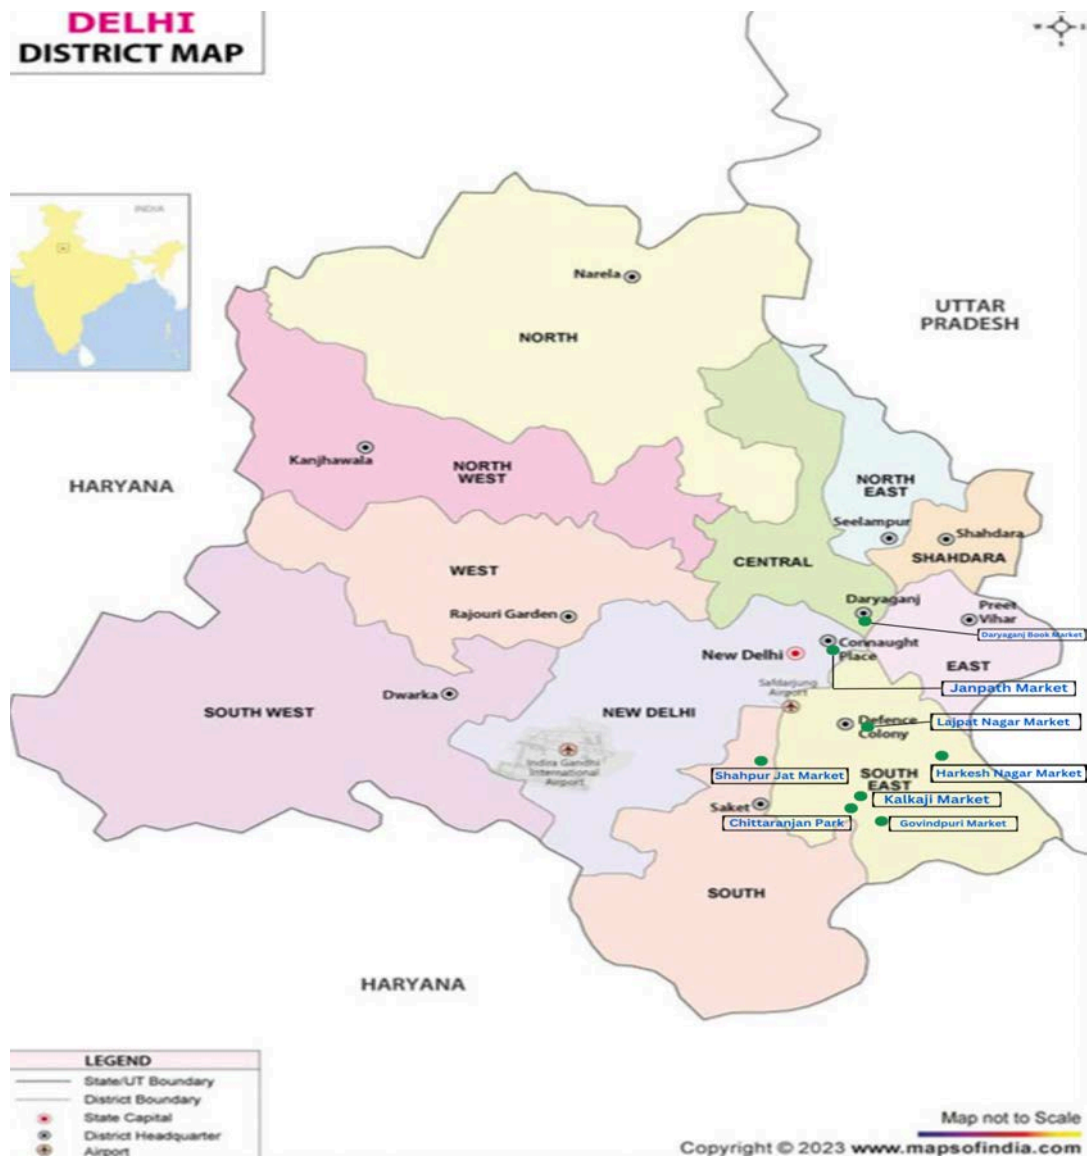 DELHI
DISTRICT MAP
W
S
INDIA
Narela
UTTAR
PRADESH
NORTH
Kanjhawala
NORTH
WEST
HARYANA
NORTH
EAST
Seelampur
Shahdara
SHAHDARA
CENTRAL
WEST
Daryaganj
Preet
Vihar
Rajouri Garden
Daryaganj Book Market
Connaught
Place
New Delhi
EAST
Safdarjung
Airport
Janpath Market
Dwarka
SOUTH WEST
NEW DELHI
Defence
Colony
Lajpat Nagar Market
Indira Gandhi
International
Airport
Shahpur Jat Market
SOUTH
EAST
Harkesh Nagar Market
Saket
Kalkaji Market
Chittaranjan Park
Govindpuri Market
SOUTH
HARYANA
LEGEND
State/UT Boundary
District Boundary
State Capital
District Headquarter
Airport
Map not to Scale
Copyright © 2023 www.mapsofindia.com